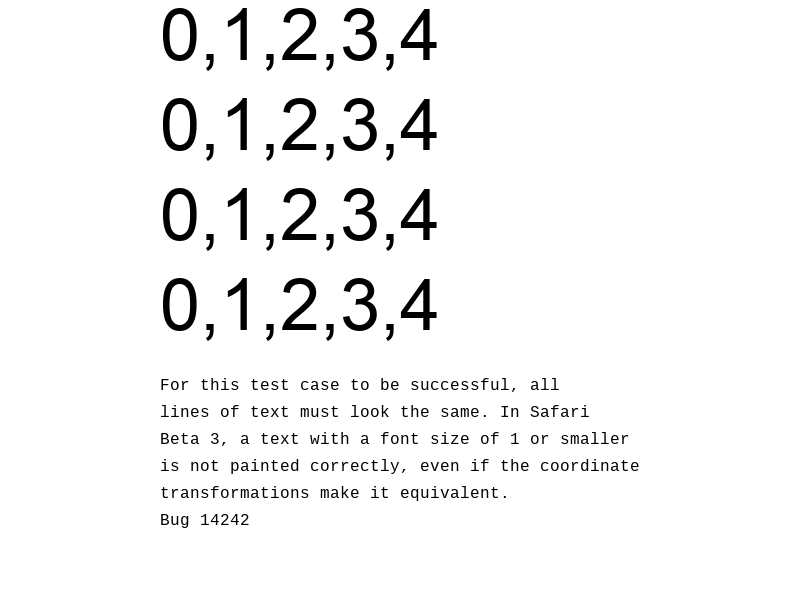 0,1,2,3,4
0,1,2,3,4
0,1,2,3,4
0,1,2,3,4
For this test case to be successful, all
lines of text must look the same. In Safari
Beta 3, a text with a font size of 1 or smaller
is not painted correctly, even if the coordinate
transformations make it equivalent.
Bug 14242